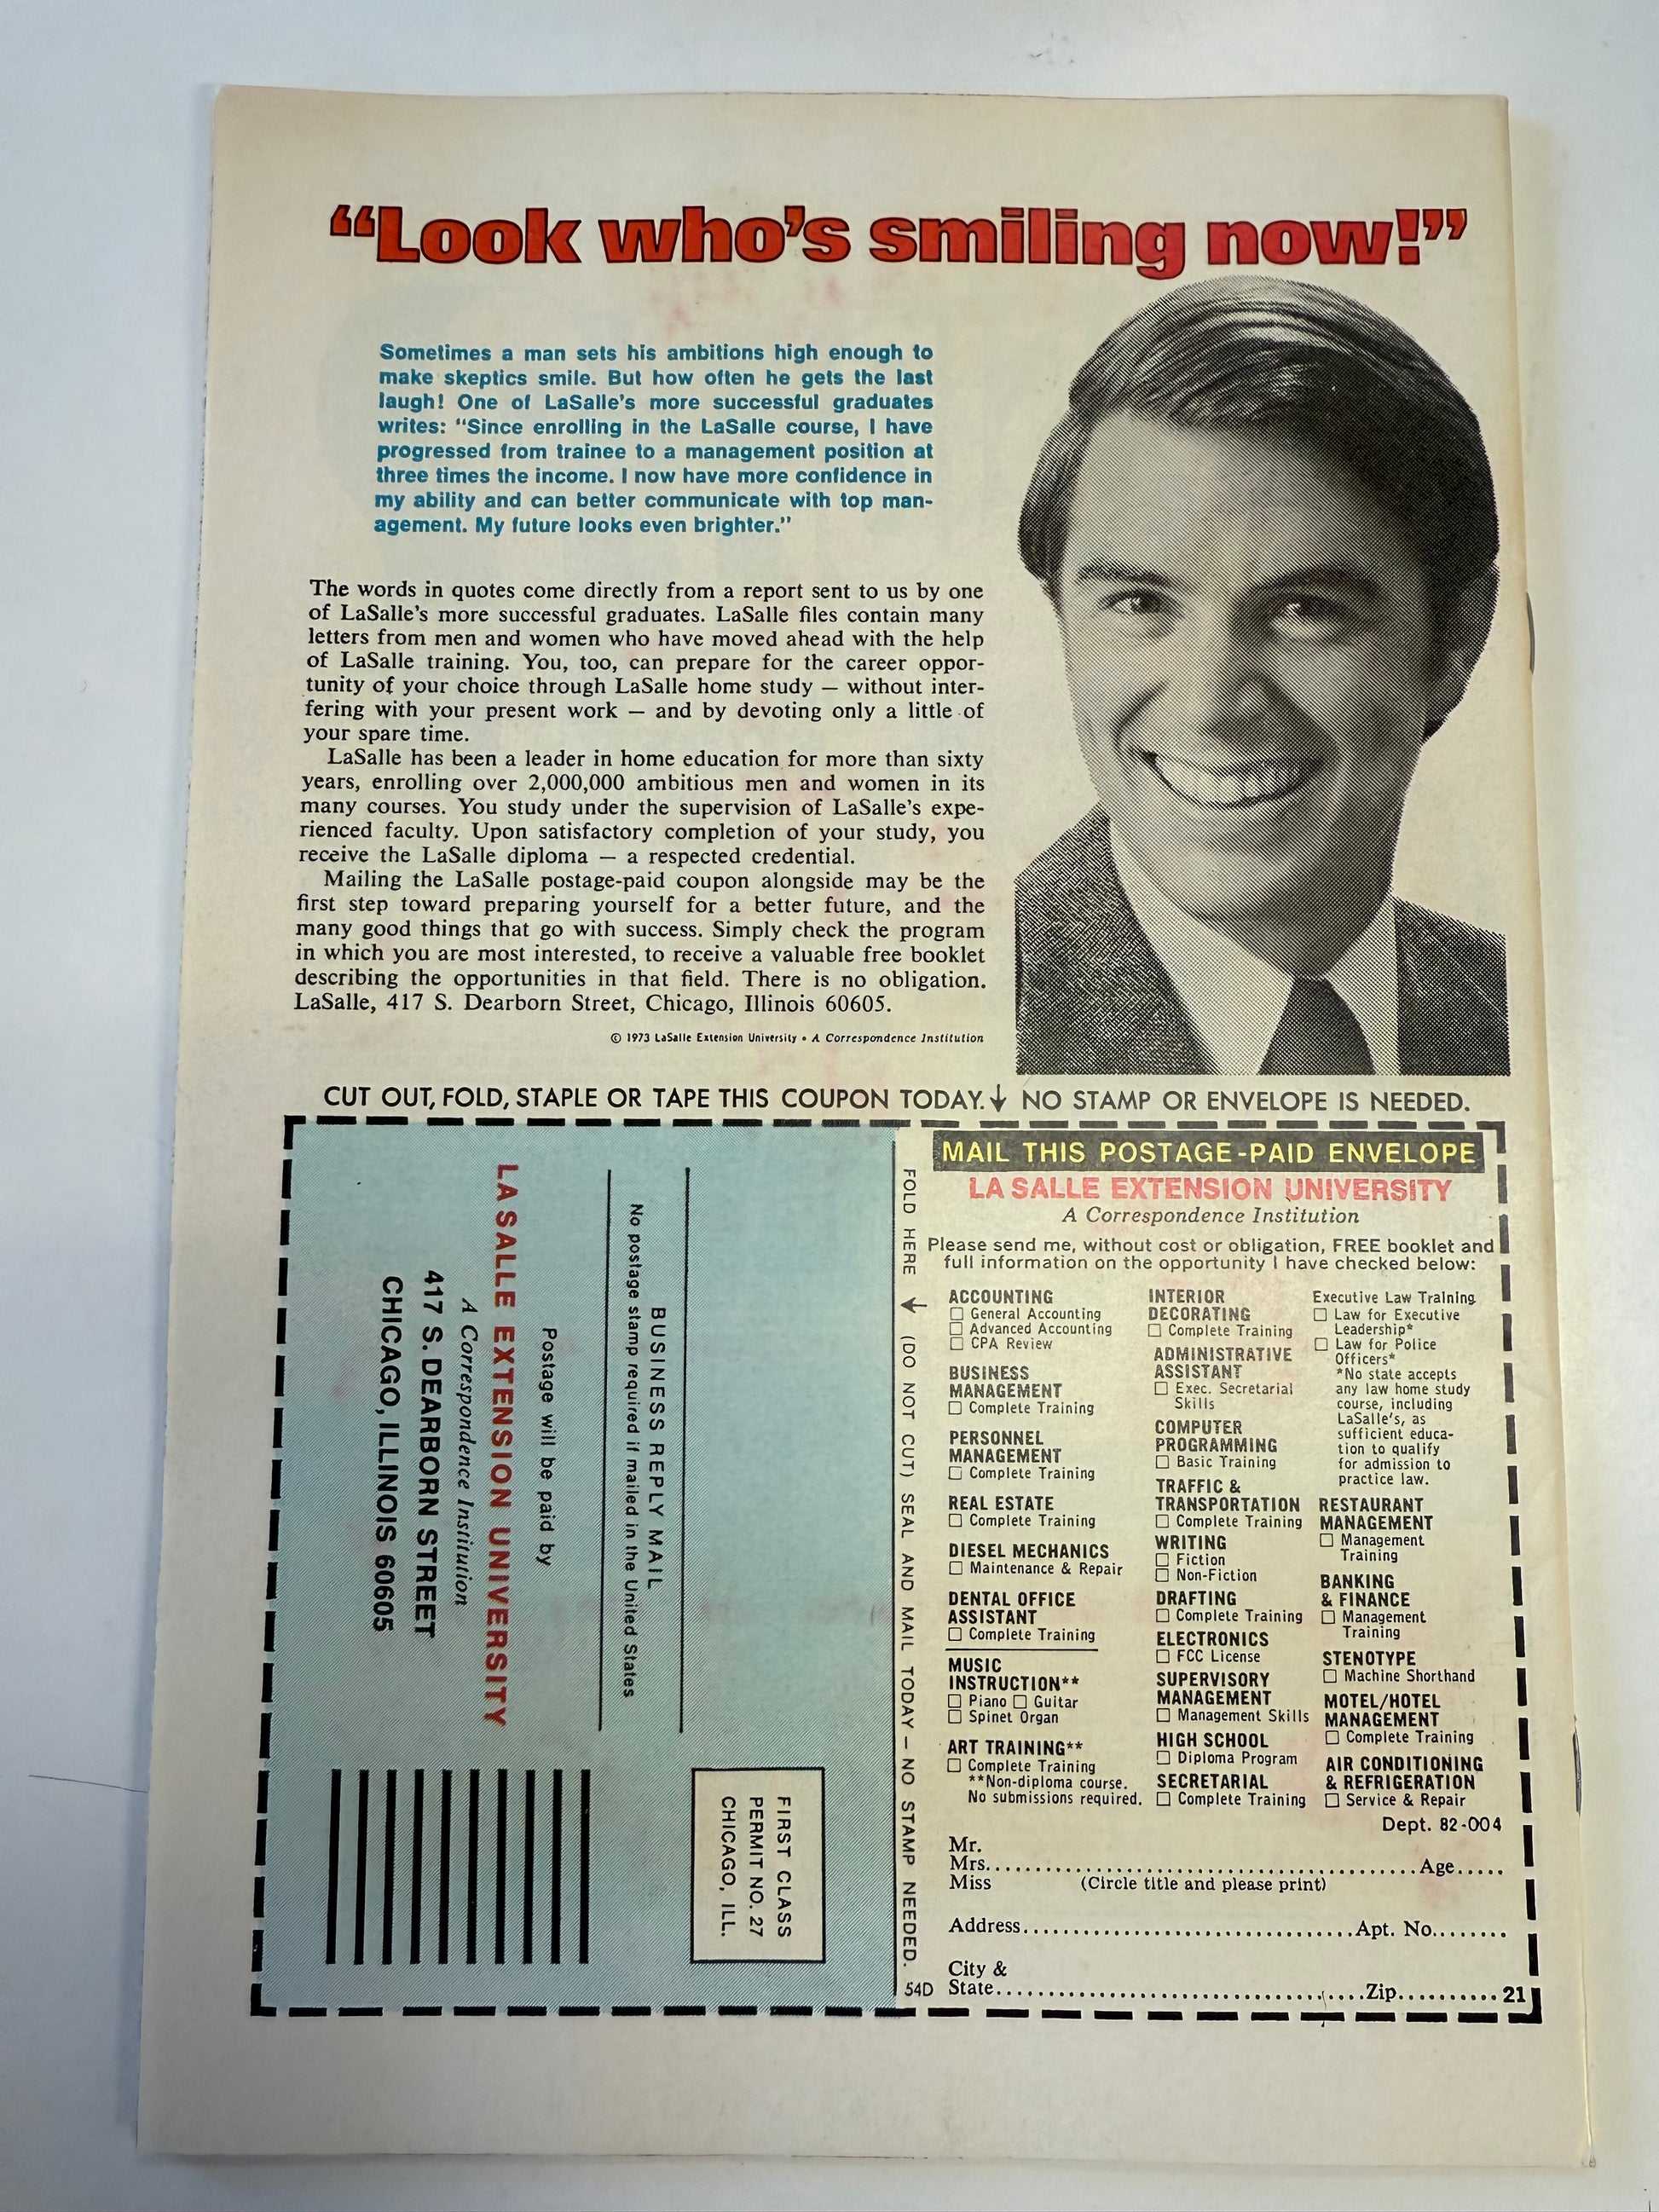 “Look who’s smiling now!”
Sometimes a man sets his ambitions high enough to
make skeptics smile. But how often he gets the last
laugh! One of LaSalle’s more successful graduates
writes: “Since enrolling in the LaSalle course, I have
progressed from trainee to a management position at
three times the income. I now have more confidence in
my ability and can better communicate with top man-
agement. My future looks even brighter.”
The words in quotes come directly from a report sent to us by one
of LaSalle’s more successful graduates. LaSalle files contain many
letters from men and women who have moved ahead with the help
of LaSalle training. You, too, can prepare for the career oppor-
tunity of your choice through LaSalle home study — without inter-
fering with your present work — and by devoting only a little of
your spare time.
LaSalle has been a leader in home education for more than sixty
years, enrolling over 2,000,000 ambitious men and women in its
many courses. You study under the supervision of LaSalle’s expe-
rienced faculty. Upon satisfactory completion of your study, you
receive the LaSalle diploma — a respected credential.
Mailing the LaSalle postage-paid coupon alongside may be the
first step toward preparing yourself for a better future, and the
many good things that go with success. Simply check the program
in which you are most interested, to receive a valuable free booklet
describing the opportunities in that field. There is no obligation.
LaSalle, 417 S. Dearborn Street, Chicago, Illinois 60605.
© 1973 LaSalle Extension University • A Correspondence Institution
CUT OUT, FOLD, STAPLE OR TAPE THIS COUPON TODAY.↓ NO STAMP OR ENVELOPE IS NEEDED.
FIRST CLASS
PERMIT NO. 27
CHICAGO, ILL.
BUSINESS REPLY MAIL
No postage stamp required if mailed in the United States
Postage will be paid by
LA SALLE EXTENSION UNIVERSITY
A Correspondence Institution
417 S. DEARBORN STREET
CHICAGO, ILLINOIS 60605
FOLD HERE ↓ (DO NOT CUT) SEAL AND MAIL TODAY — NO STAMP NEEDED.
54D
MAIL THIS POSTAGE-PAID ENVELOPE
LA SALLE EXTENSION UNIVERSITY
A Correspondence Institution
Please send me, without cost or obligation, FREE booklet and
full information on the opportunity I have checked below:
ACCOUNTING
☐ General Accounting
☐ Advanced Accounting
☐ CPA Review
BUSINESS
MANAGEMENT
☐ Complete Training
PERSONNEL
MANAGEMENT
☐ Complete Training
REAL ESTATE
☐ Complete Training
DIESEL MECHANICS
☐ Maintenance & Repair
DENTAL OFFICE
ASSISTANT
☐ Complete Training
MUSIC
INSTRUCTION**
☐ Piano ☐ Guitar
☐ Spinet Organ
ART TRAINING**
☐ Complete Training
**Non-diploma course.
No submissions required.
INTERIOR
DECORATING
☐ Complete Training
ADMINISTRATIVE
ASSISTANT
☐ Exec. Secretarial
Skills
COMPUTER
PROGRAMMING
☐ Basic Training
TRAFFIC &
TRANSPORTATION
☐ Complete Training
WRITING
☐ Fiction
☐ Non-Fiction
DRAFTING
☐ Complete Training
ELECTRONICS
☐ FCC License
SUPERVISORY
MANAGEMENT
☐ Management Skills
HIGH SCHOOL
☐ Diploma Program
SECRETARIAL
☐ Complete Training
Executive Law Training
☐ Law for Executive
Leadership*
☐ Law for Police
Officers*
*No state accepts
any law home study
course, including
LaSalle’s, as
sufficient educa-
tion to qualify
for admission to
practice law.
RESTAURANT
MANAGEMENT
☐ Management
Training
BANKING
& FINANCE
☐ Management
Training
STENOTYPE
☐ Machine Shorthand
MOTEL/HOTEL
MANAGEMENT
☐ Complete Training
AIR CONDITIONING
& REFRIGERATION
☐ Service & Repair
Dept. 82-004
Mr.
Mrs. ........................................ Age.....
Miss (Circle title and please print)
Address ................................. Apt. No........
City &
State ..................................... Zip.......... 21